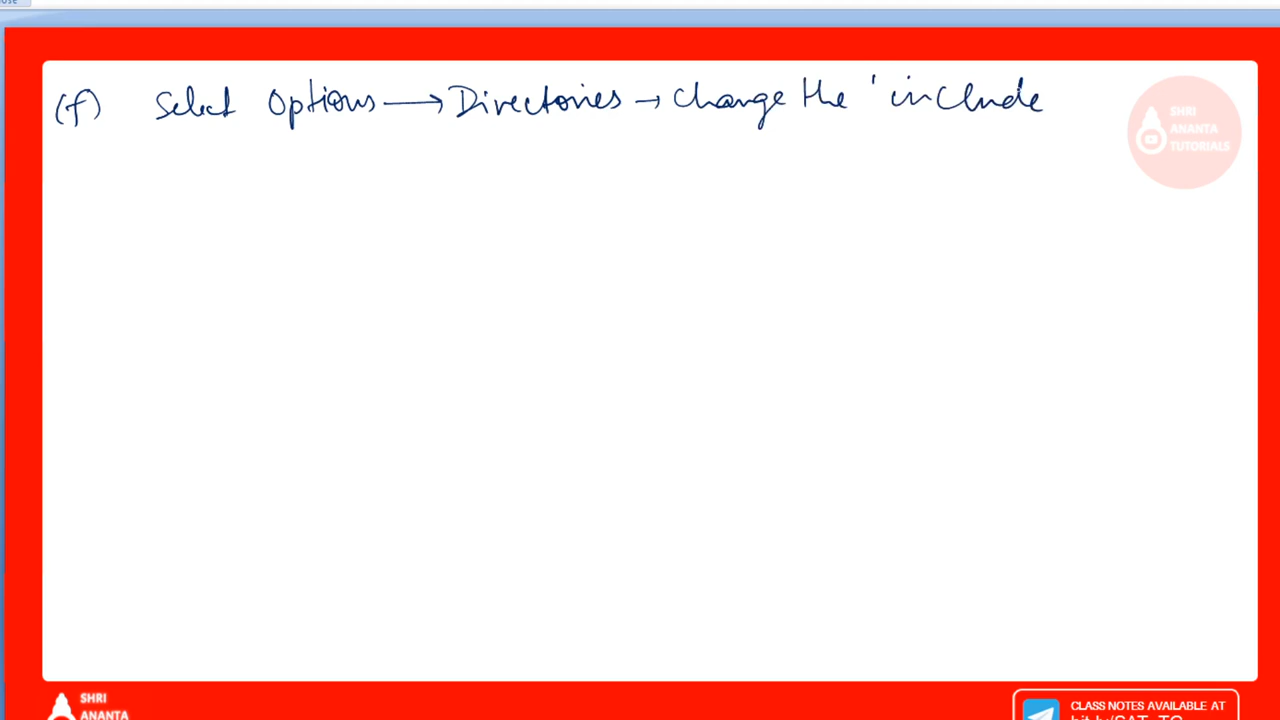 (f) Select Options → Directories → Change the 'include
SHRI
ANANTA
TUTORIALS
SHRI
ANANTA
CLASS NOTES AVAILABLE AT